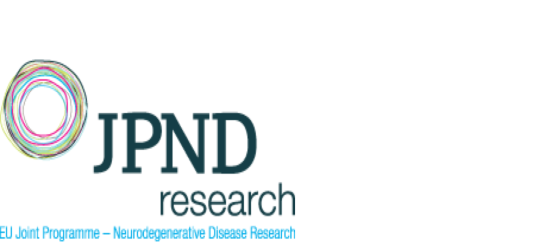 JPND
research
EU Joint Programme – Neurodegenerative Disease Research